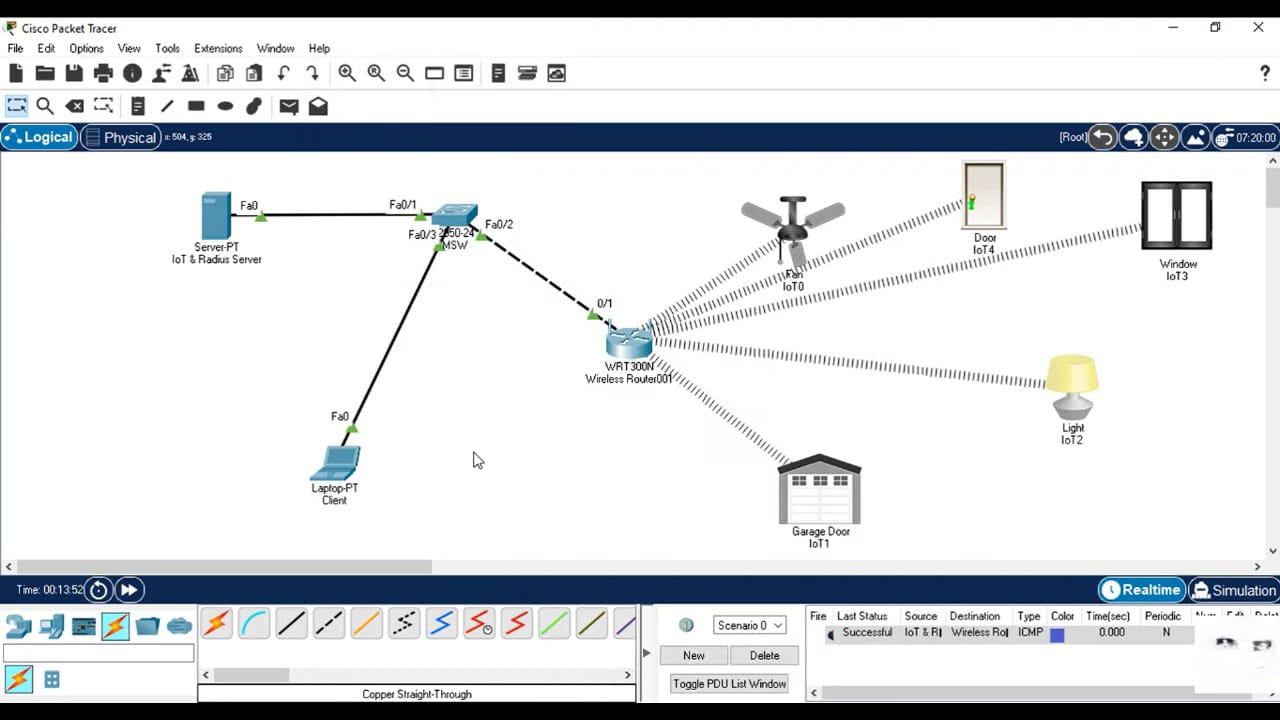 Cisco Packet Tracer
File Edit Options View Tools Extensions Window Help
?
Logical Physical x: 504, y: 325 [Root] 07:20:00
Fa0
Fa0/1
Fa0/2
Fa0/3
MSW
Server-PT
IoT & Radius Server
Door
IoT4
Window
IoT3
Fan
IoT0
0/1
WRT300N
Wireless Router001
Light
IoT2
Fa0
Laptop-PT
Client
Garage Door
IoT1
Time: 00:13:52 Realtime Simulation
Scenario 0
New Delete
Toggle PDU List Window
Fire Last Status Source Destination Type Color Time(sec) Periodic
Successful IoT & R Wireless Ro ICMP 0.000 N
Copper Straight-Through